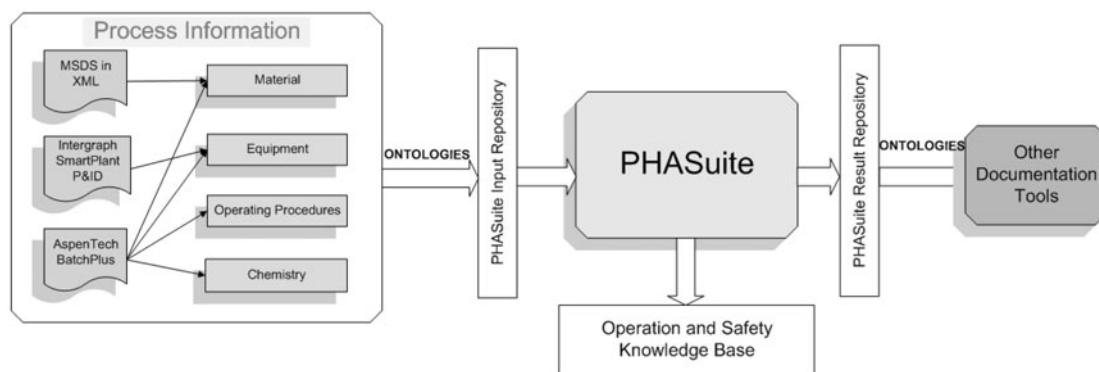 Process Information
MSDS in
XML
Material
Intergraph
SmartPlant
P&ID
Equipment
Operating Procedures
AspenTech
BatchPlus
Chemistry
ONTOLOGIES
PHASuite Input Repository
PHASuite
Operation and Safety
Knowledge Base
PHASuite Result Repository
ONTOLOGIES
Other
Documentation
Tools